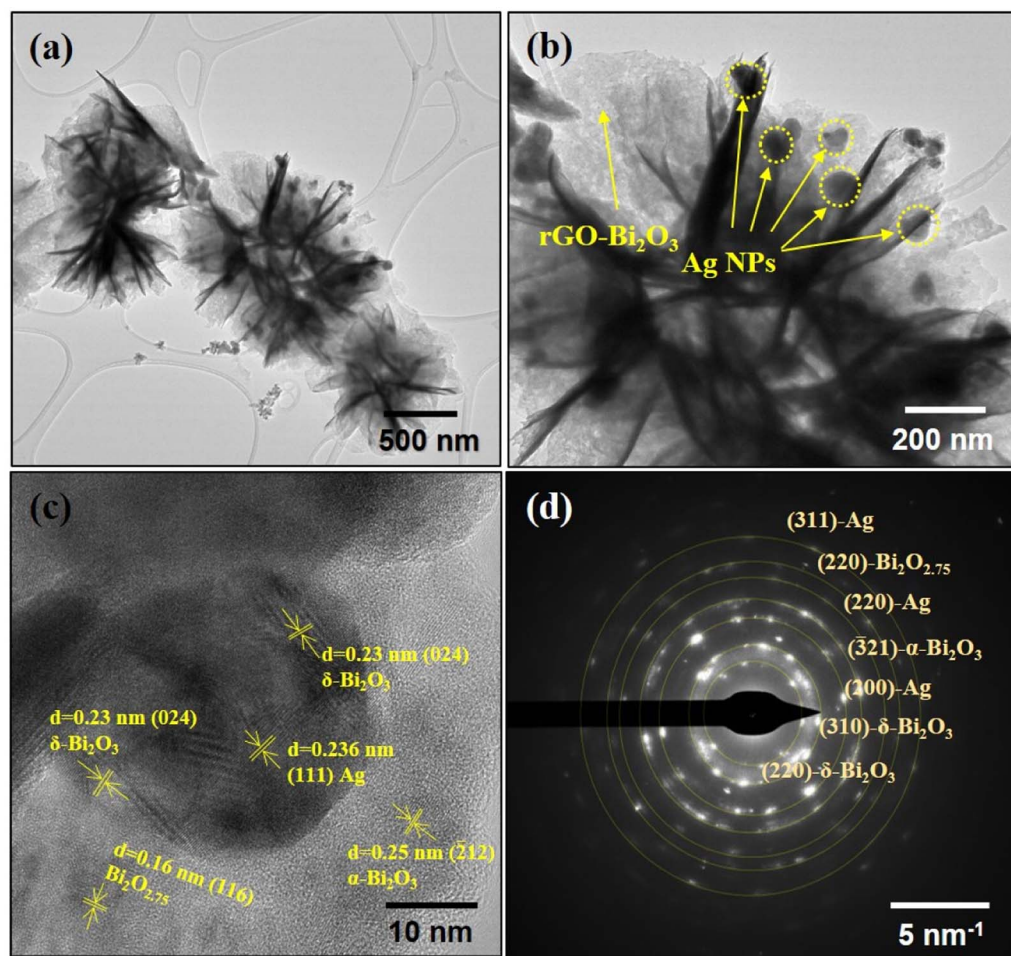 (a)
500 nm
(b)
rGO-Bi₂O₃
Ag NPs
200 nm
(c)
d=0.23 nm (024)
δ-Bi₂O₃
d=0.23 nm (024)
δ-Bi₂O₃
d=0.236 nm
(111) Ag
d=0.16 nm (116)
Bi₂O₂.₇₅
d=0.25 nm (2̄12)
α-Bi₂O₃
10 nm
(d)
(311)-Ag
(220)-Bi₂O₂.₇₅
(220)-Ag
(3̄21)-α-Bi₂O₃
(200)-Ag
(310)-δ-Bi₂O₃
(220)-δ-Bi₂O₃
5 nm⁻¹